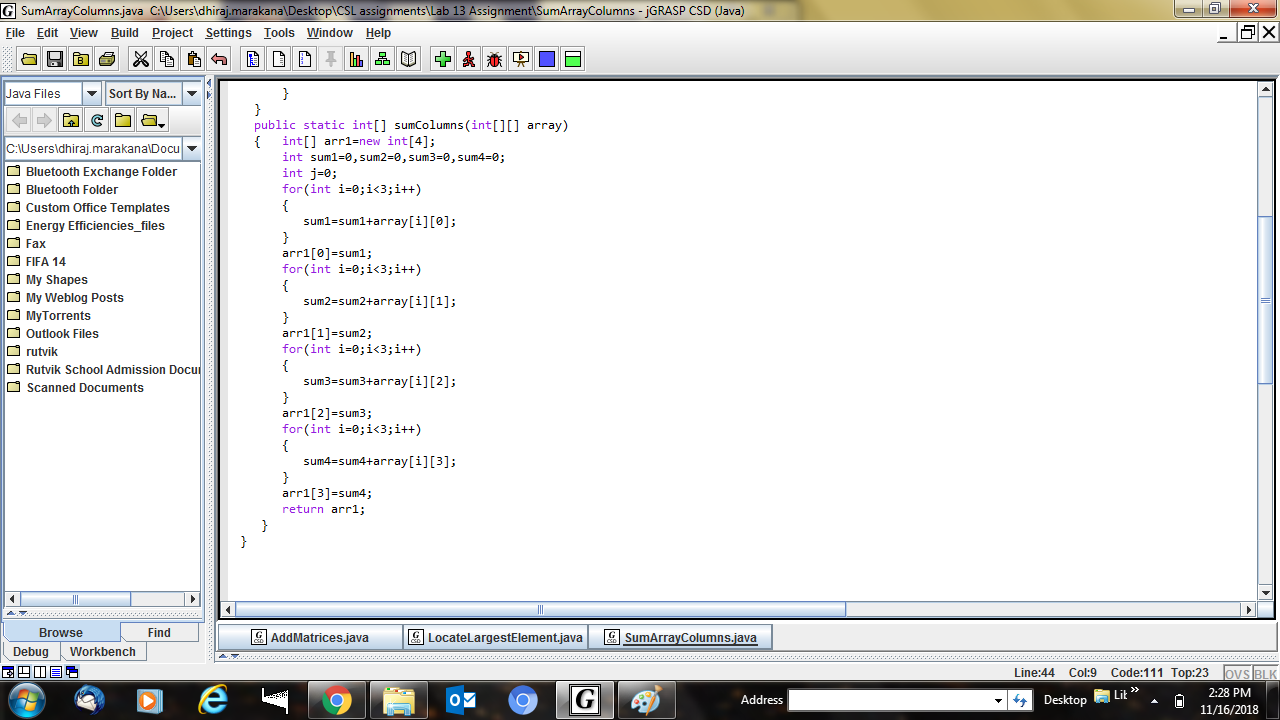 SumArrayColumns.java C:\Users\dhiraj.marakana\Desktop\CSL assignments\Lab 13 Assignment\SumArrayColumns - jGRASP CSD (Java)
File Edit View Build Project Settings Tools Window Help
Java Files
Sort By Na...
C:\Users\dhiraj.marakana\Docu
Bluetooth Exchange Folder
Bluetooth Folder
Custom Office Templates
Energy Efficiencies_files
Fax
FIFA 14
My Shapes
My Weblog Posts
MyTorrents
Outlook Files
rutvik
Rutvik School Admission Docu
Scanned Documents
Browse Find
Debug Workbench
}
}
public static int[] sumColumns(int[][] array)
{ int[] arr1=new int[4];
int sum1=0,sum2=0,sum3=0,sum4=0;
int j=0;
for(int i=0;i<3;i++)
{
sum1=sum1+array[i][0];
}
arr1[0]=sum1;
for(int i=0;i<3;i++)
{
sum2=sum2+array[i][1];
}
arr1[1]=sum2;
for(int i=0;i<3;i++)
{
sum3=sum3+array[i][2];
}
arr1[2]=sum3;
for(int i=0;i<3;i++)
{
sum4=sum4+array[i][3];
}
arr1[3]=sum4;
return arr1;
}
}
AddMatrices.java LocateLargestElement.java SumArrayColumns.java
Line:44 Col:9 Code:111 Top:23 OVS BLK
Address Desktop Lit »
2:28 PM
11/16/2018